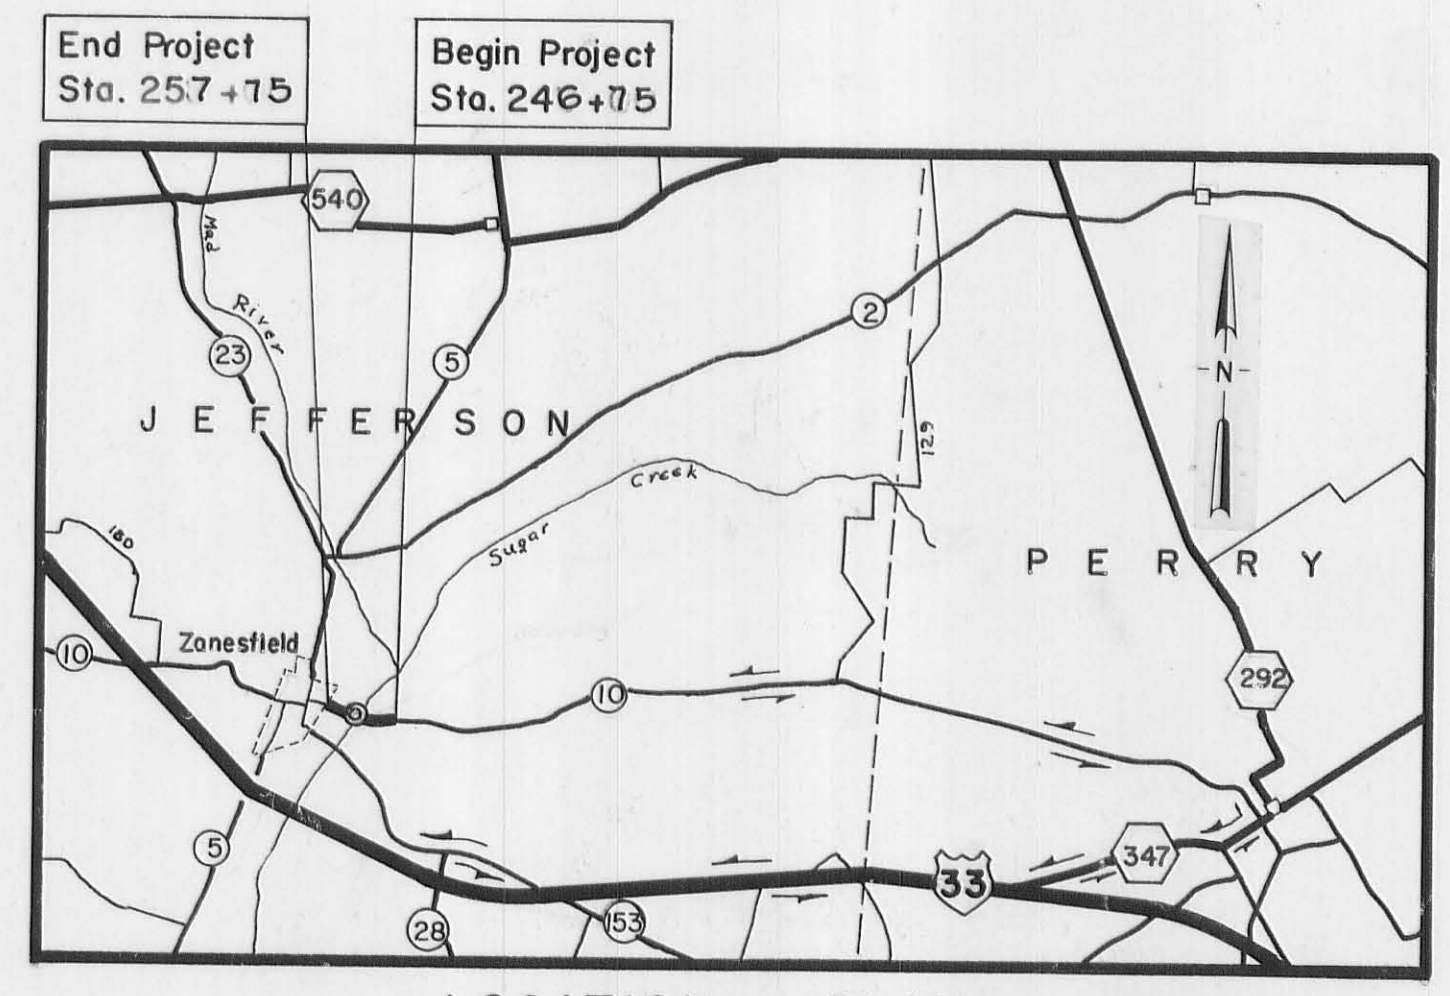 End Project
Sta. 257+75
Begin Project
Sta. 246+75
540
Mad
River
23
5
2
N
JEFFERSON
129
Creek
Sugar
180
PERRY
Zanesfield
10
10
292
5
347
33
28
153